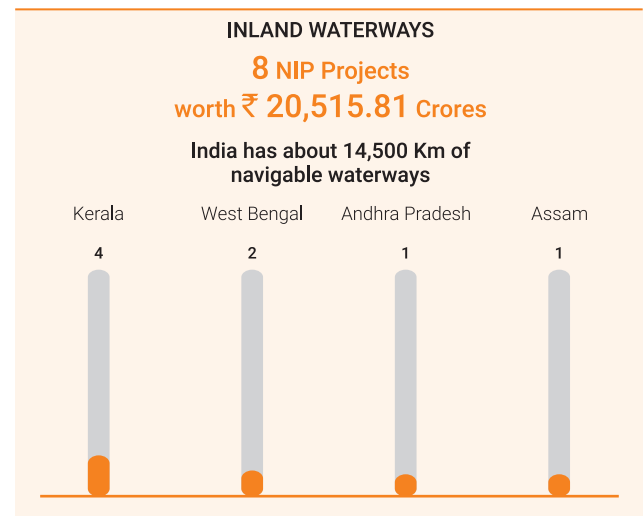 INLAND WATERWAYS
8 NIP Projects
worth ₹ 20,515.81 Crores
India has about 14,500 Km of
navigable waterways
Kerala West Bengal Andhra Pradesh Assam
4 2 1 1